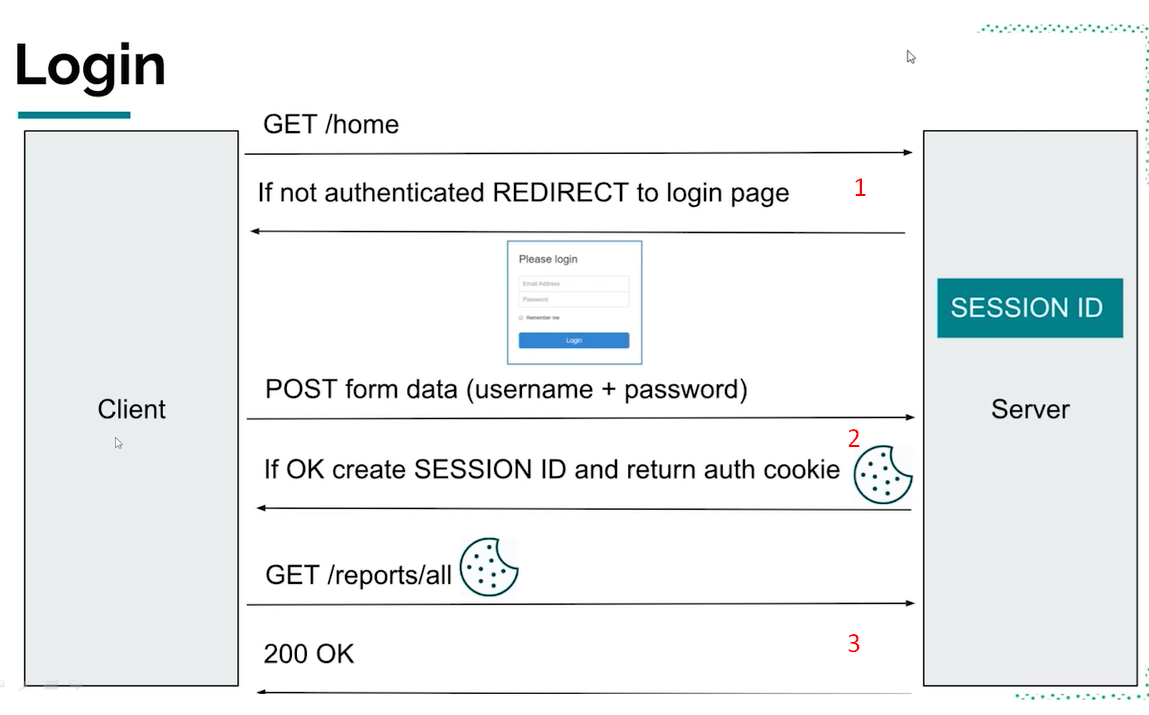 Login
GET /home
If not authenticated REDIRECT to login page
1
Please login
Email Address
Password
Remember me
Login
SESSION ID
POST form data (username + password)
Client
Server
2
If OK create SESSION ID and return auth cookie
GET /reports/all
200 OK
3